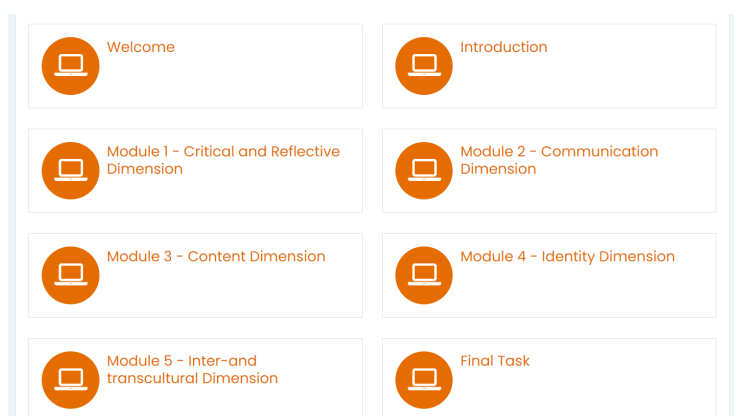 Welcome
Introduction
Module 1 - Critical and Reflective
Dimension
Module 2 - Communication
Dimension
Module 3 - Content Dimension
Module 4 - Identity Dimension
Module 5 - Inter-and
transcultural Dimension
Final Task